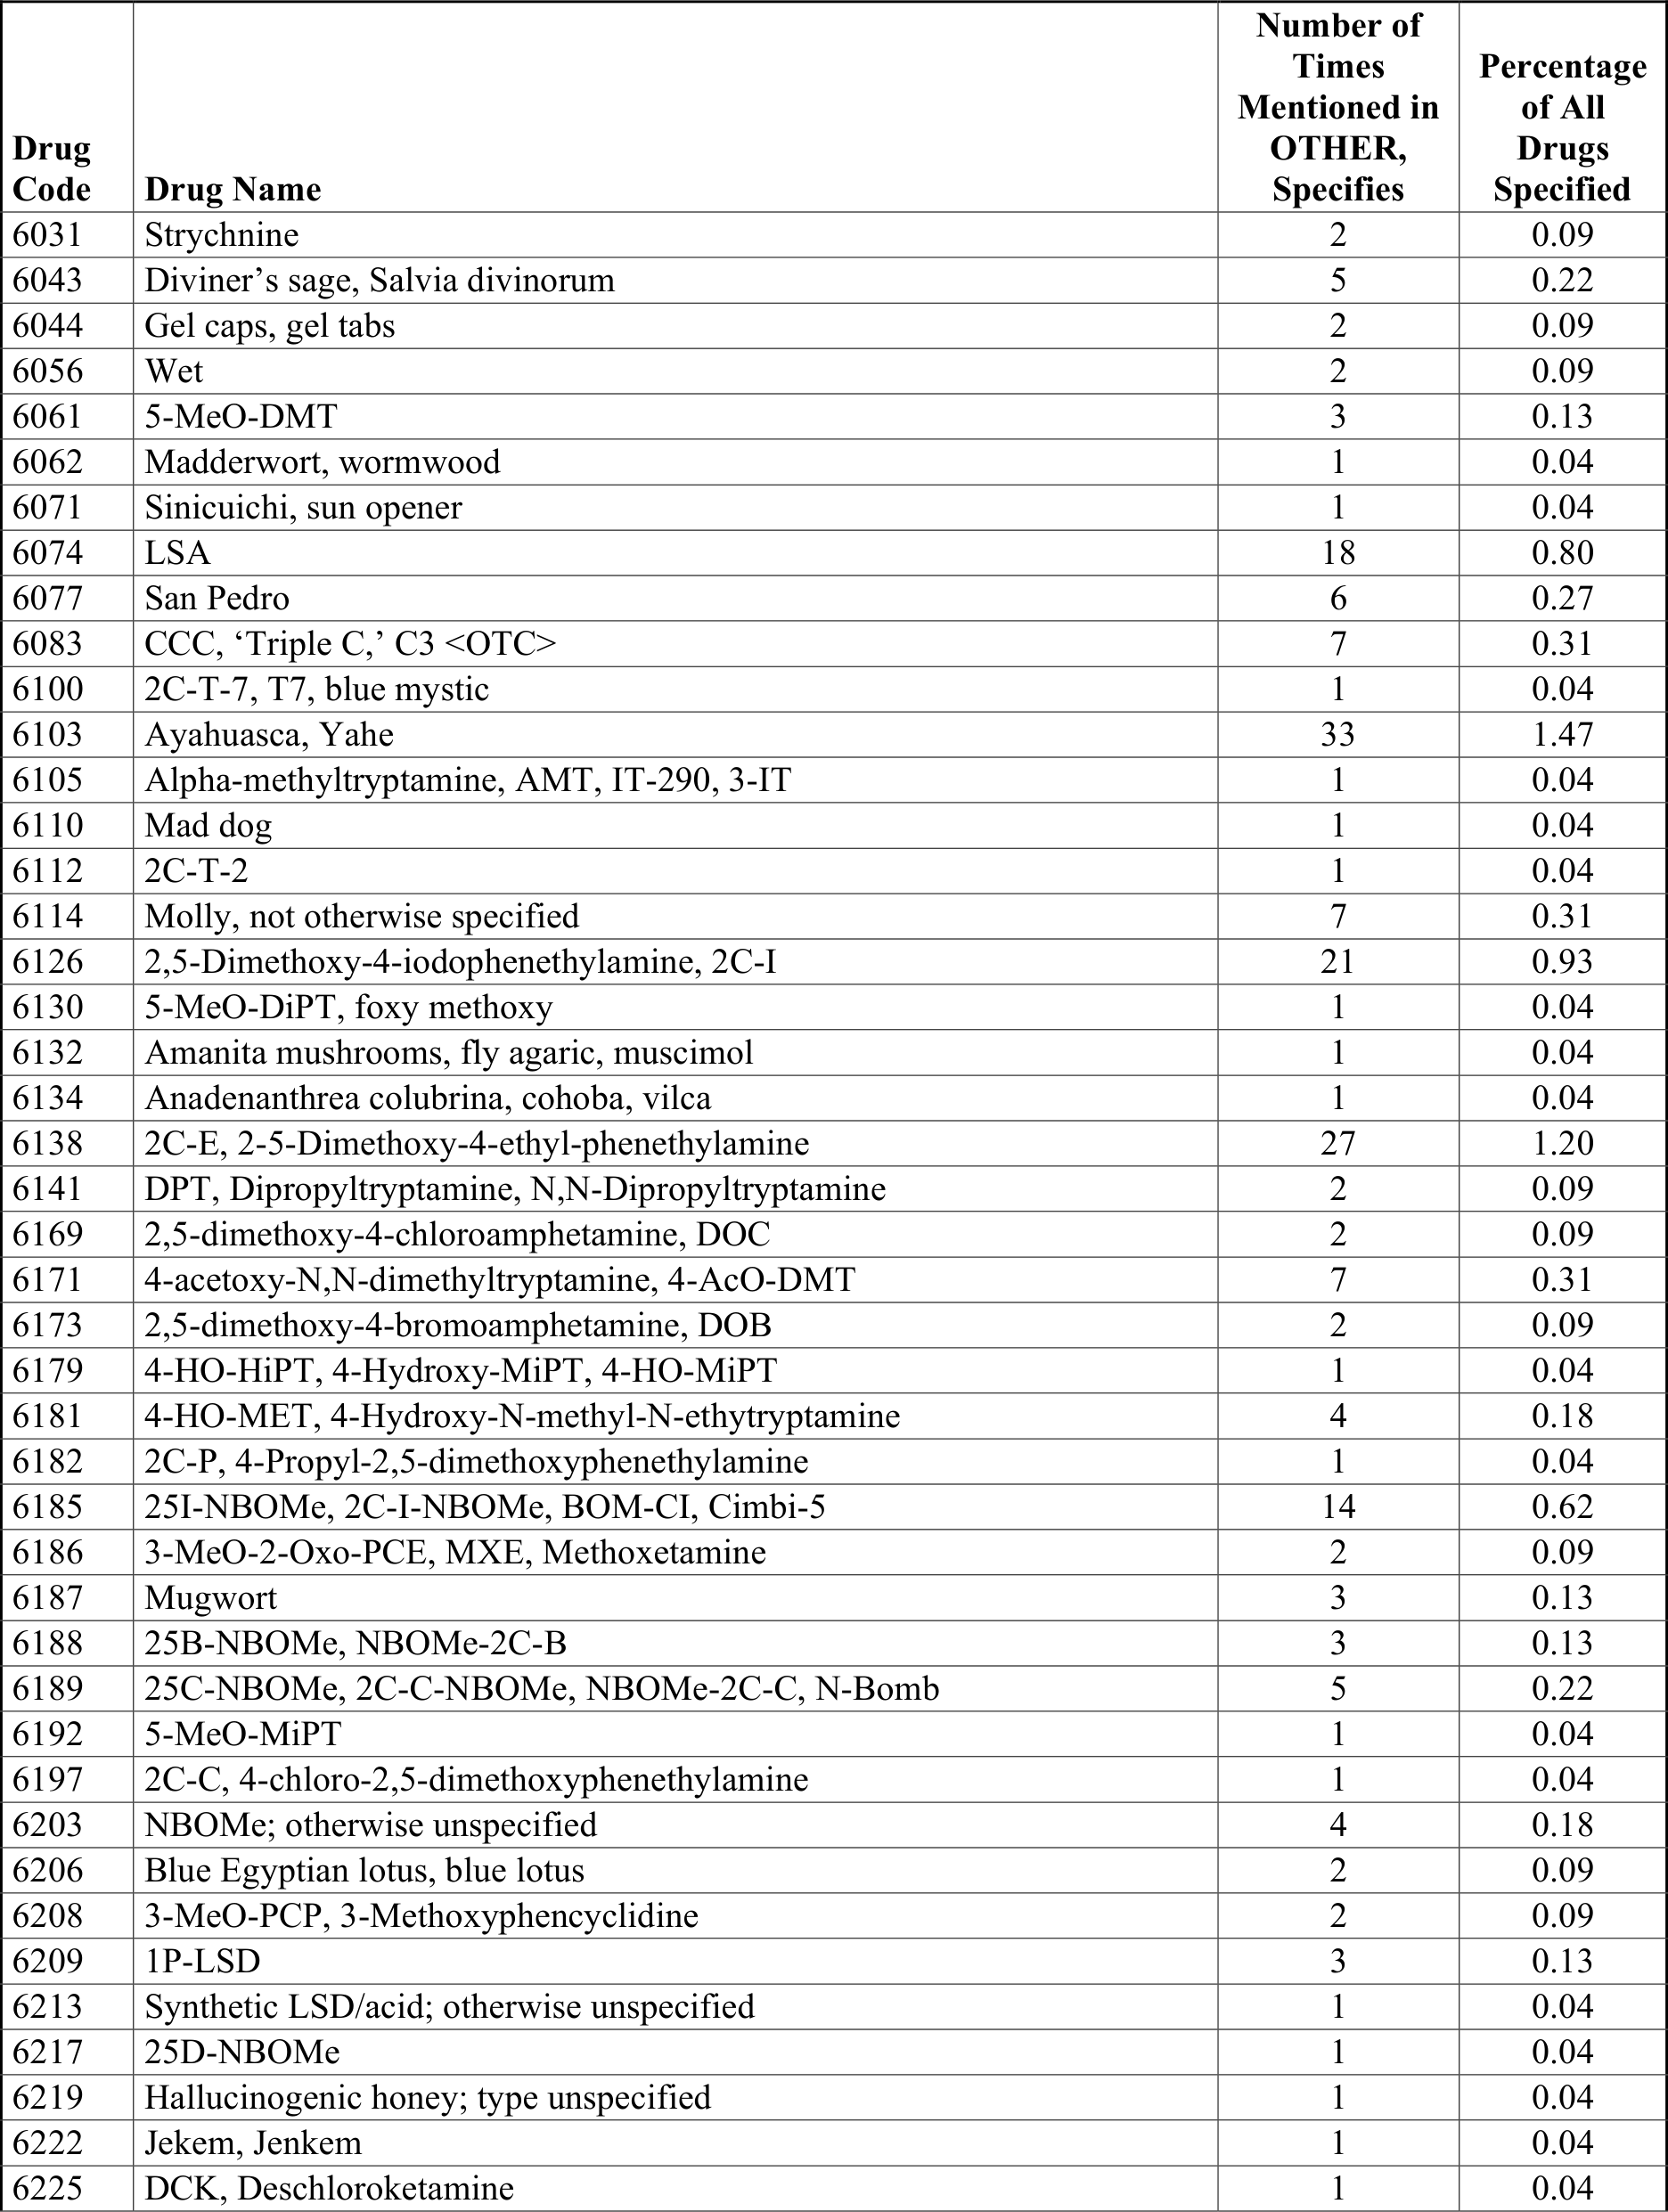 Drug Code | Drug Name | Number of Times Mentioned in OTHER, Specifies | Percentage of All Drugs Specified
6031 | Strychnine | 2 | 0.09
6043 | Diviner’s sage, Salvia divinorum | 5 | 0.22
6044 | Gel caps, gel tabs | 2 | 0.09
6056 | Wet | 2 | 0.09
6061 | 5-MeO-DMT | 3 | 0.13
6062 | Madderwort, wormwood | 1 | 0.04
6071 | Sinicuichi, sun opener | 1 | 0.04
6074 | LSA | 18 | 0.80
6077 | San Pedro | 6 | 0.27
6083 | CCC, ‘Triple C,’ C3 <OTC> | 7 | 0.31
6100 | 2C-T-7, T7, blue mystic | 1 | 0.04
6103 | Ayahuasca, Yahe | 33 | 1.47
6105 | Alpha-methyltryptamine, AMT, IT-290, 3-IT | 1 | 0.04
6110 | Mad dog | 1 | 0.04
6112 | 2C-T-2 | 1 | 0.04
6114 | Molly, not otherwise specified | 7 | 0.31
6126 | 2,5-Dimethoxy-4-iodophenethylamine, 2C-I | 21 | 0.93
6130 | 5-MeO-DiPT, foxy methoxy | 1 | 0.04
6132 | Amanita mushrooms, fly agaric, muscimol | 1 | 0.04
6134 | Anadenanthrea colubrina, cohoba, vilca | 1 | 0.04
6138 | 2C-E, 2-5-Dimethoxy-4-ethyl-phenethylamine | 27 | 1.20
6141 | DPT, Dipropyltryptamine, N,N-Dipropyltryptamine | 2 | 0.09
6169 | 2,5-dimethoxy-4-chloroamphetamine, DOC | 2 | 0.09
6171 | 4-acetoxy-N,N-dimethyltryptamine, 4-AcO-DMT | 7 | 0.31
6173 | 2,5-dimethoxy-4-bromoamphetamine, DOB | 2 | 0.09
6179 | 4-HO-HiPT, 4-Hydroxy-MiPT, 4-HO-MiPT | 1 | 0.04
6181 | 4-HO-MET, 4-Hydroxy-N-methyl-N-ethytryptamine | 4 | 0.18
6182 | 2C-P, 4-Propyl-2,5-dimethoxyphenethylamine | 1 | 0.04
6185 | 25I-NBOMe, 2C-I-NBOMe, BOM-CI, Cimbi-5 | 14 | 0.62
6186 | 3-MeO-2-Oxo-PCE, MXE, Methoxetamine | 2 | 0.09
6187 | Mugwort | 3 | 0.13
6188 | 25B-NBOMe, NBOMe-2C-B | 3 | 0.13
6189 | 25C-NBOMe, 2C-C-NBOMe, NBOMe-2C-C, N-Bomb | 5 | 0.22
6192 | 5-MeO-MiPT | 1 | 0.04
6197 | 2C-C, 4-chloro-2,5-dimethoxyphenethylamine | 1 | 0.04
6203 | NBOMe; otherwise unspecified | 4 | 0.18
6206 | Blue Egyptian lotus, blue lotus | 2 | 0.09
6208 | 3-MeO-PCP, 3-Methoxyphencyclidine | 2 | 0.09
6209 | 1P-LSD | 3 | 0.13
6213 | Synthetic LSD/acid; otherwise unspecified | 1 | 0.04
6217 | 25D-NBOMe | 1 | 0.04
6219 | Hallucinogenic honey; type unspecified | 1 | 0.04
6222 | Jekem, Jenkem | 1 | 0.04
6225 | DCK, Deschloroketamine | 1 | 0.04